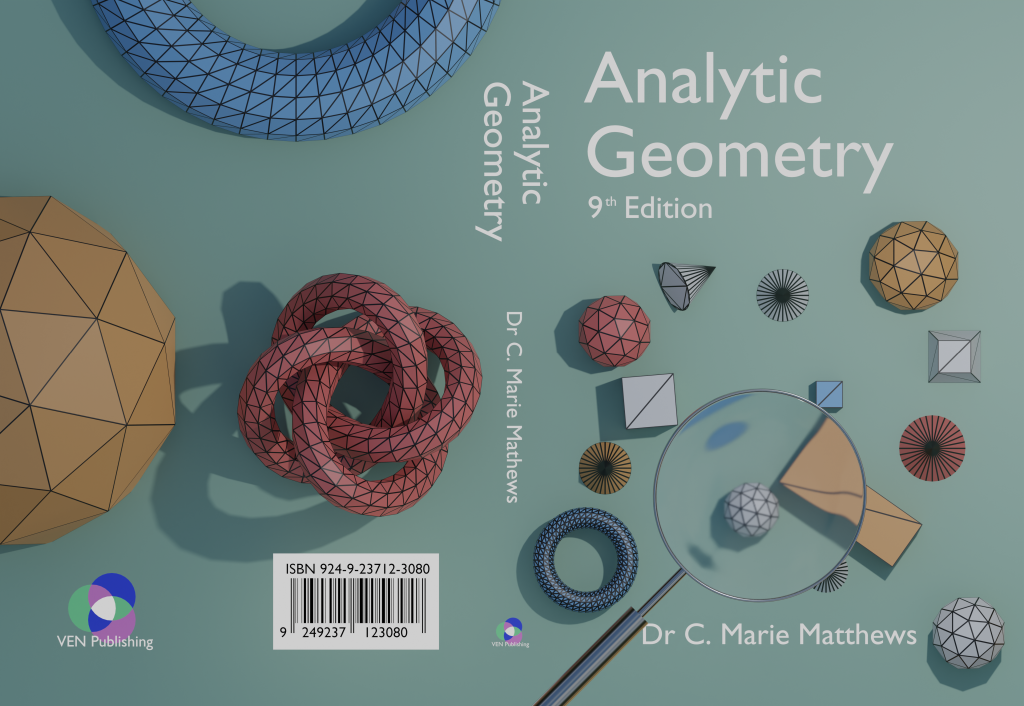 Analytic
Geometry
9th Edition
Dr C. Marie Matthews
Analytic
Geometry
Dr C. Marie Mathews
VEN Publishing
VEN Publishing
ISBN 924-9-23712-3080
9 249237 123080